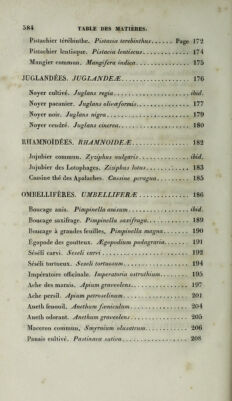 584 TABLE DES MATIÈRES.
Pistachier térébinthe. Pistacia terebinthus...... Page 172
Pistachier lentisque. Pistacia lentiscus................ 174
Mangier commun. Mangifera indica................. 175
JUGLANDÉES. JUGLANDEÆ..................... 176
Noyer cultivé. Juglans regia....................... ibid.
Noyer pacanier. Juglans olivæformis............... 177
Noyer noir. Juglans nigra......................... 179
Noyer cendré. Juglans cinerea..................... 180
RHAMNOÏDÉES. RHAMNOIDEÆ................. 182
Jujubier commun. Zyziphus vulgaris............... ibid.
Jujubier des Lotophages. Ziziphus lotus............ 183
Cassine thé des Apalaches. Cassine peragua......... 185
OMBELLIFÈRES. UMBELLIFERÆ................. 186
Boucage anis. Pimpinella anisum................... ibid.
Boucage saxifrage. Pimpinella saxifraga............ 189
Boucage à grandes feuilles, Pimpinella magna....... 190
Egopode des goutteux. Ægopodium podagraria...... 191
Séséli carvi. Seseli carvi.......................... 192
Séséli tortueux. Seseli tortuosum.................. 194
Impératoire officinale. Imperatoria ostruthium...... 195
Ache des marais. Apium graveolens................ 197
Ache persil. Apium petroselinum................... 201
Aneth fenouil. Anethum fœniculum................ 204
Aneth odorant. Anethum graveolens................ 205
Maceron commun, Smyrnium olusatrum............ 206
Panais cultivé. Pastinaca sativa.................... 208